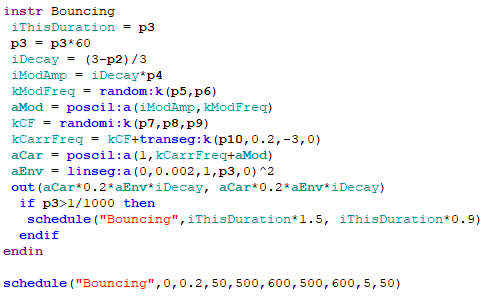 instr Bouncing
iThisDuration = p3
p3 = p3*60
iDecay = (3-p2)/3
iModAmp = iDecay*p4
kModFreq = random:k(p5,p6)
aMod = poscil:a(iModAmp,kModFreq)
kCF = randomi:k(p7,p8,p9)
kCarrFreq = kCF+transeg:k(p10,0.2,-3,0)
aCar = poscil:a(1,kCarrFreq+aMod)
aEnv = linseg:a(0,0.002,1,p3,0)^2
out(aCar*0.2*aEnv*iDecay, aCar*0.2*aEnv*iDecay)
if p3>1/1000 then
schedule("Bouncing",iThisDuration*1.5, iThisDuration*0.9)
endif
endin
schedule("Bouncing",0,0.2,50,500,600,500,600,5,50)